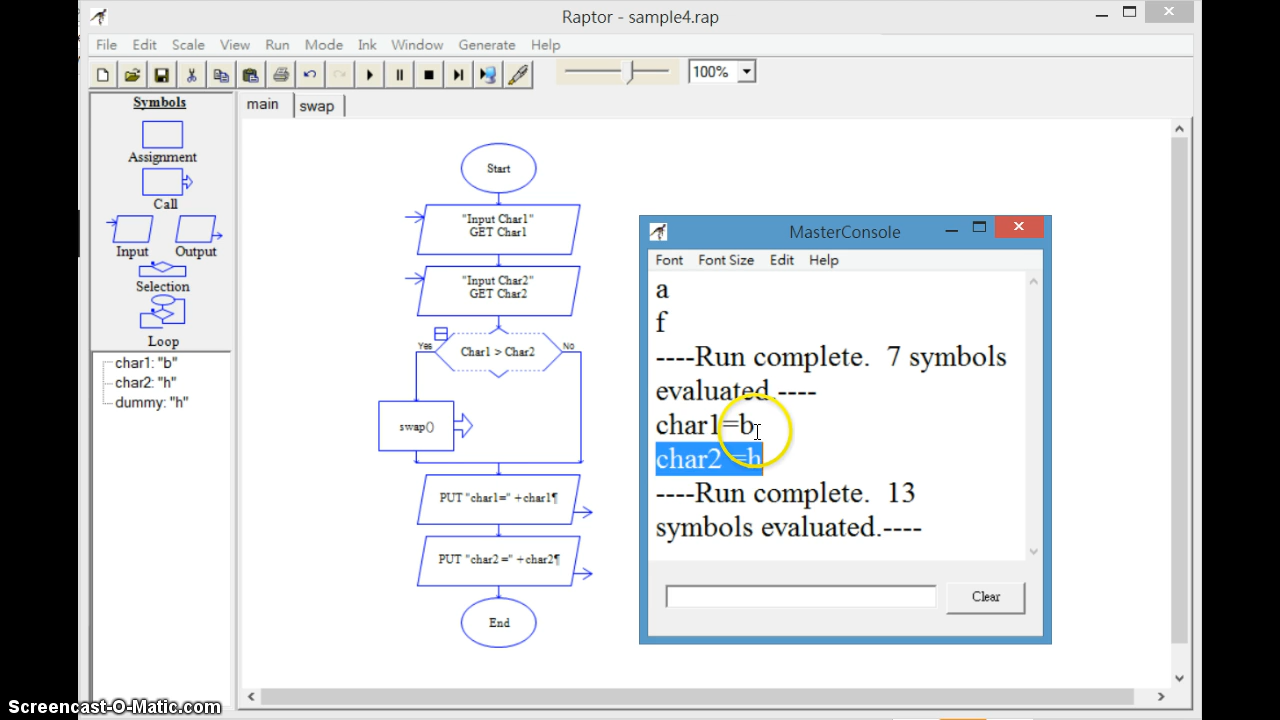 Raptor - sample4.rap
File Edit Scale View Run Mode Ink Window Generate Help
100%
Symbols
Assignment
Call
Input Output
Selection
Loop
char1: "b"
char2: "h"
dummy: "h"
main swap
Start
"Input Char1"
GET Char1
"Input Char2"
GET Char2
Yes Char1 > Char2 No
swap()
PUT "char1=" +char1¶
PUT "char2 =" +char2¶
End
MasterConsole
Font Font Size Edit Help
a
f
----Run complete. 7 symbols
evaluated.----
char1=b
char2 =h
----Run complete. 13
symbols evaluated.----
Clear
Screencast-O-Matic.com